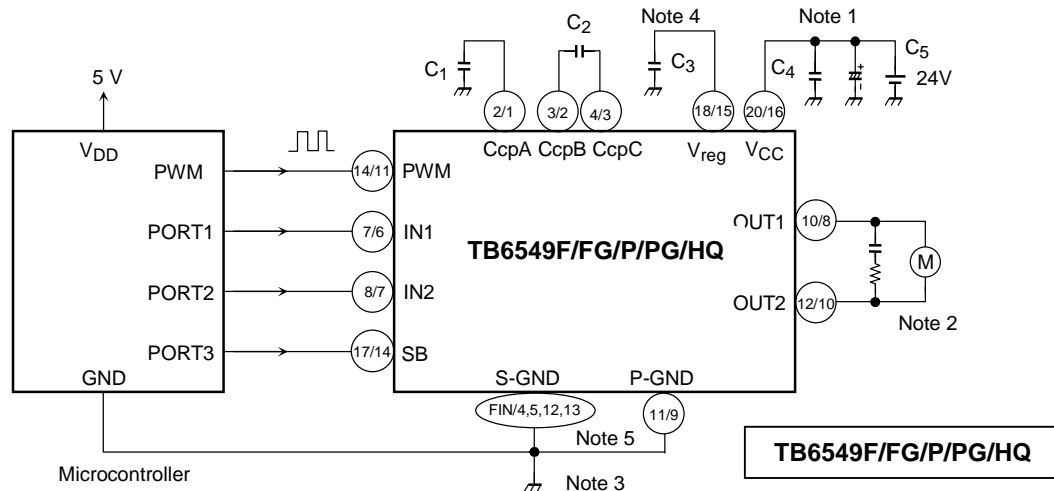 C2
Note 4
Note 1
C1
C3
C4
C5
5 V
24V
+
-
2/1
3/2
4/3
18/15
20/16
VDD
CcpA
CcpB
CcpC
Vreg
VCC
PWM
14/11
PWM
PORT1
7/6
IN1
OUT1
10/8
TB6549F/FG/P/PG/HQ
M
PORT2
8/7
IN2
OUT2
12/10
Note 2
PORT3
17/14
SB
GND
S-GND
P-GND
FIN/4,5,12,13
11/9
Note 5
TB6549F/FG/P/PG/HQ
Microcontroller
Note 3